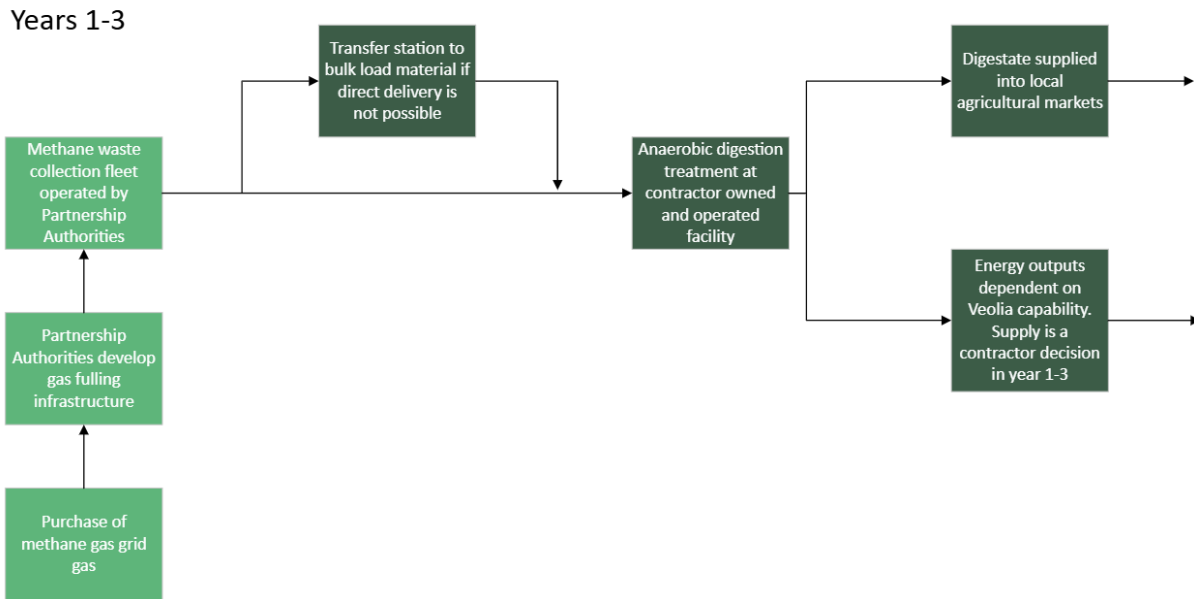 Years 1-3
Transfer station to
bulk load material if
direct delivery is
not possible
Digestate supplied
into local
agricultural markets
Methane waste
collection fleet
operated by
Partnership
Authorities
Anaerobic digestion
treatment at
contractor owned
and operated
facility
Energy outputs
dependent on
Veolia capability.
Supply is a
contractor decision
in year 1-3
Partnership
Authorities develop
gas fulling
infrastructure
Purchase of
methane gas grid
gas